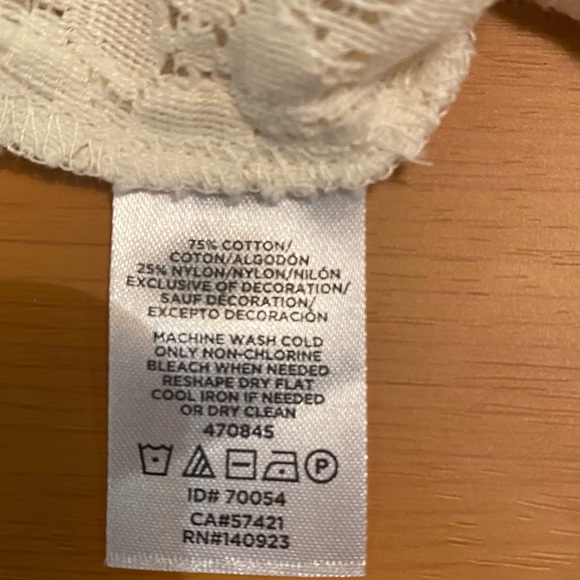 75% COTTON/
COTON/ALGODÓN
25% NYLON/NYLON/NILÓN
EXCLUSIVE OF DECORATION/
SAUF DÉCORATION/
EXCEPTO DECORACIÓN
MACHINE WASH COLD
ONLY NON-CHLORINE
BLEACH WHEN NEEDED
RESHAPE DRY FLAT
COOL IRON IF NEEDED
OR DRY CLEAN
470845
P
ID# 70054
CA#57421
RN#140923